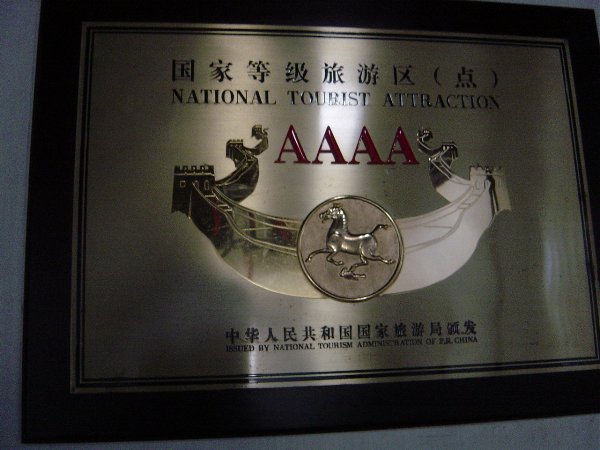 国家等级旅游区(点)
NATIONAL TOURIST ATTRACTION
AAAA
中华人民共和国国家旅游局颁发
ISSUED BY NATIONAL TOURISM ADMINISTRATION OF P.R. CHINA